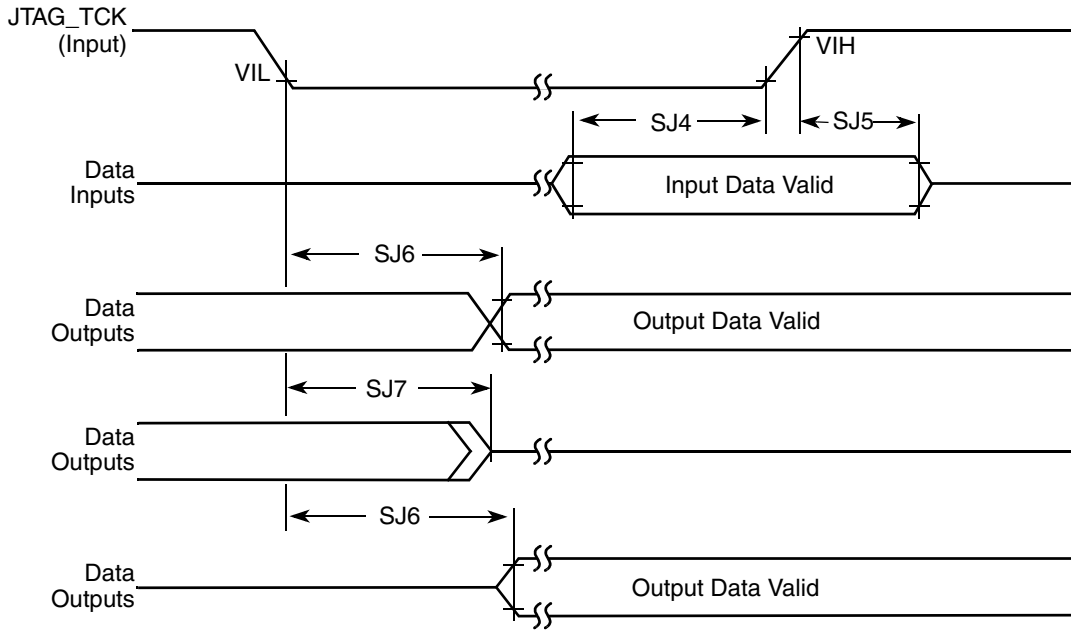 JTAG_TCK
(Input)
VIL
VIH
SJ4
SJ5
Data
Inputs
Input Data Valid
SJ6
Data
Outputs
Output Data Valid
SJ7
Data
Outputs
SJ6
Data
Outputs
Output Data Valid